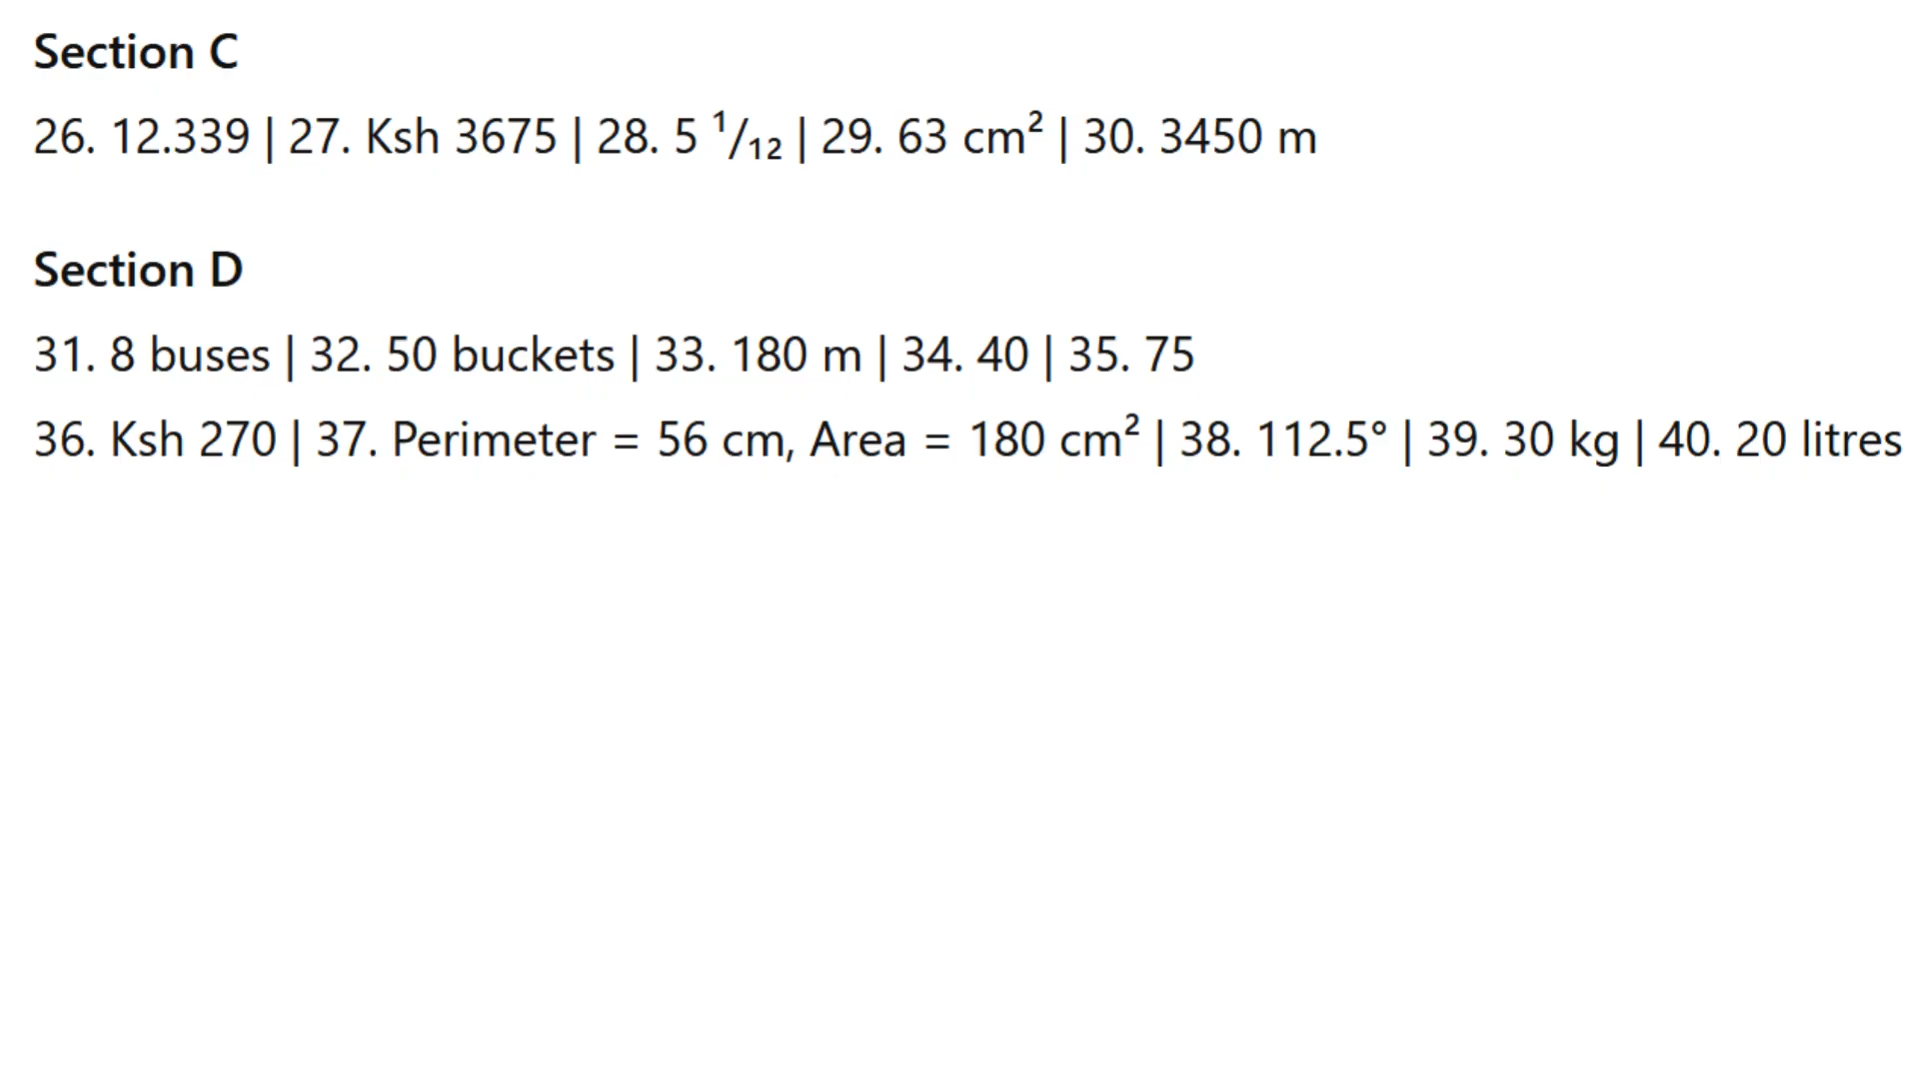 Section C
26. 12.339 | 27. Ksh 3675 | 28. 5 ¹/₁₂ | 29. 63 cm² | 30. 3450 m
Section D
31. 8 buses | 32. 50 buckets | 33. 180 m | 34. 40 | 35. 75
36. Ksh 270 | 37. Perimeter = 56 cm, Area = 180 cm² | 38. 112.5° | 39. 30 kg | 40. 20 litres